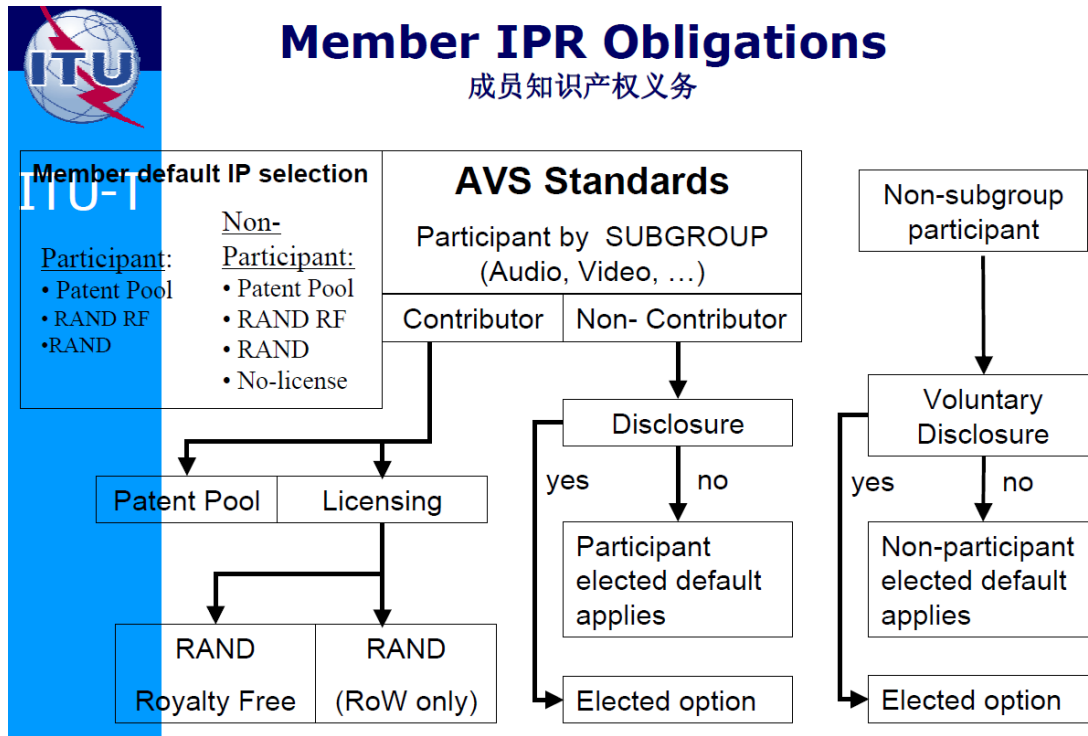 ITU
Member IPR Obligations
成员知识产权义务
ITU-T
Member default IP selection
Participant:
• Patent Pool
• RAND RF
•RAND
Non-
Participant:
• Patent Pool
• RAND RF
• RAND
• No-license
AVS Standards
Participant by SUBGROUP
(Audio, Video, ...)
Contributor
Non- Contributor
Patent Pool
Licensing
RAND
Royalty Free
RAND
(RoW only)
Disclosure
yes
no
Participant
elected default
applies
Elected option
Non-subgroup
participant
Voluntary
Disclosure
yes
no
Non-participant
elected default
applies
Elected option